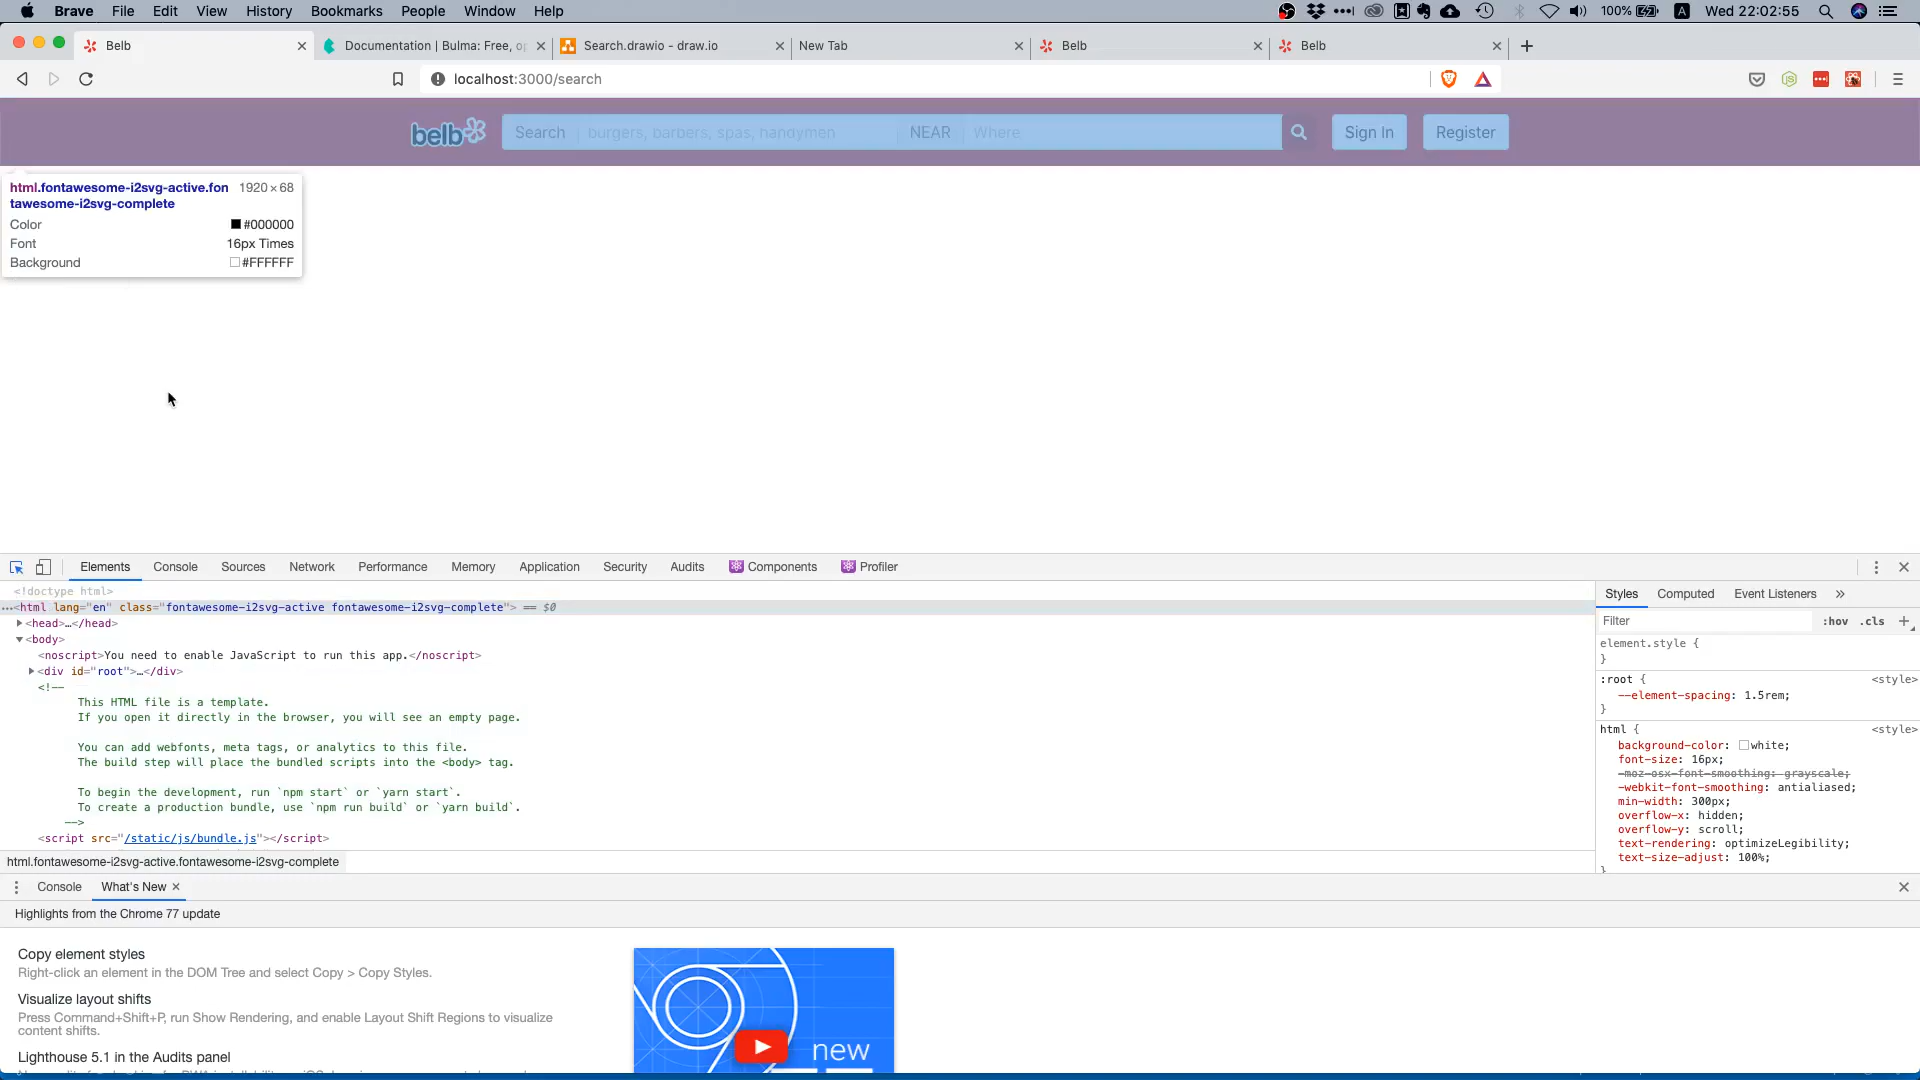 Brave File Edit View History Bookmarks People Window Help 100% A Wed 22:02:55
Belb Documentation | Bulma: Free, op Search.drawio - draw.io New Tab Belb Belb
localhost:3000/search
belb Search burgers, barbers, spas, handymen NEAR Where Sign In Register
html.fontawesome-i2svg-active.fon 1920 × 68
tawesome-i2svg-complete
Color #000000
Font 16px Times
Background #FFFFFF
Elements Console Sources Network Performance Memory Application Security Audits Components Profiler
<!doctype html>
…<html lang="en" class="fontawesome-i2svg-active fontawesome-i2svg-complete"> == $0
<head>…</head>
<body>
<noscript>You need to enable JavaScript to run this app.</noscript>
<div id="root">…</div>
<!--
This HTML file is a template.
If you open it directly in the browser, you will see an empty page.
You can add webfonts, meta tags, or analytics to this file.
The build step will place the bundled scripts into the <body> tag.
To begin the development, run `npm start` or `yarn start`.
To create a production bundle, use `npm run build` or `yarn build`.
-->
<script src="/static/js/bundle.js"></script>
html.fontawesome-i2svg-active.fontawesome-i2svg-complete
Styles Computed Event Listeners »
Filter :hov .cls +
element.style {
}
:root { <style>
--element-spacing: 1.5rem;
}
html { <style>
background-color: white;
font-size: 16px;
-moz-osx-font-smoothing: grayscale;
-webkit-font-smoothing: antialiased;
min-width: 300px;
overflow-x: hidden;
overflow-y: scroll;
text-rendering: optimizeLegibility;
text-size-adjust: 100%;
}
Console What's New
Highlights from the Chrome 77 update
Copy element styles
Right-click an element in the DOM Tree and select Copy > Copy Styles.
Visualize layout shifts
Press Command+Shift+P, run Show Rendering, and enable Layout Shift Regions to visualize
content shifts.
Lighthouse 5.1 in the Audits panel
new